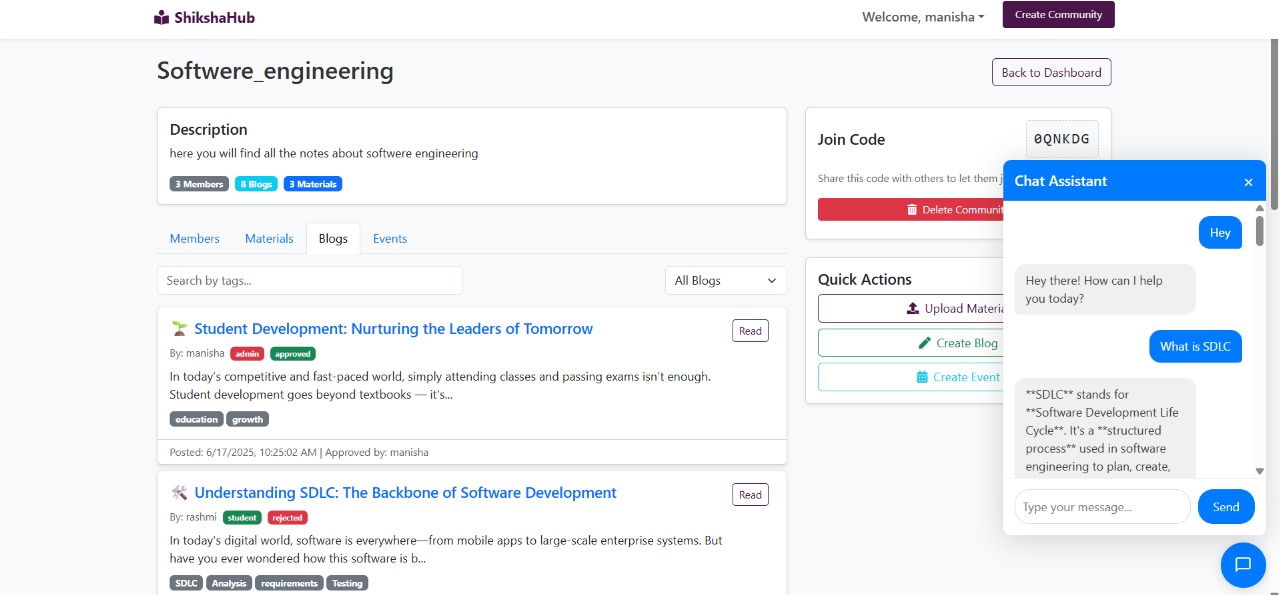 ShikshaHub
Welcome, manisha
Create Community
Softwere_engineering
Back to Dashboard
Description
here you will find all the notes about softwere engineering
3 Members 8 Blogs 3 Materials
Members Materials Blogs Events
Search by tags...
All Blogs
Student Development: Nurturing the Leaders of Tomorrow
Read
By: manisha admin approved
In today's competitive and fast-paced world, simply attending classes and passing exams isn't enough.
Student development goes beyond textbooks — it's...
education growth
Posted: 6/17/2025, 10:25:02 AM | Approved by: manisha
Understanding SDLC: The Backbone of Software Development
Read
By: rashmi student rejected
In today's digital world, software is everywhere—from mobile apps to large-scale enterprise systems. But
have you ever wondered how this software is b...
SDLC Analysis requirements Testing
Join Code
0QNKDG
Share this code with others to let them j
Delete Communit
Quick Actions
Upload Materia
Create Blog
Create Event
Chat Assistant
×
Hey
Hey there! How can I help
you today?
What is SDLC
**SDLC** stands for
**Software Development Life
Cycle**. It's a **structured
process** used in software
engineering to plan, create,
Type your message...
Send